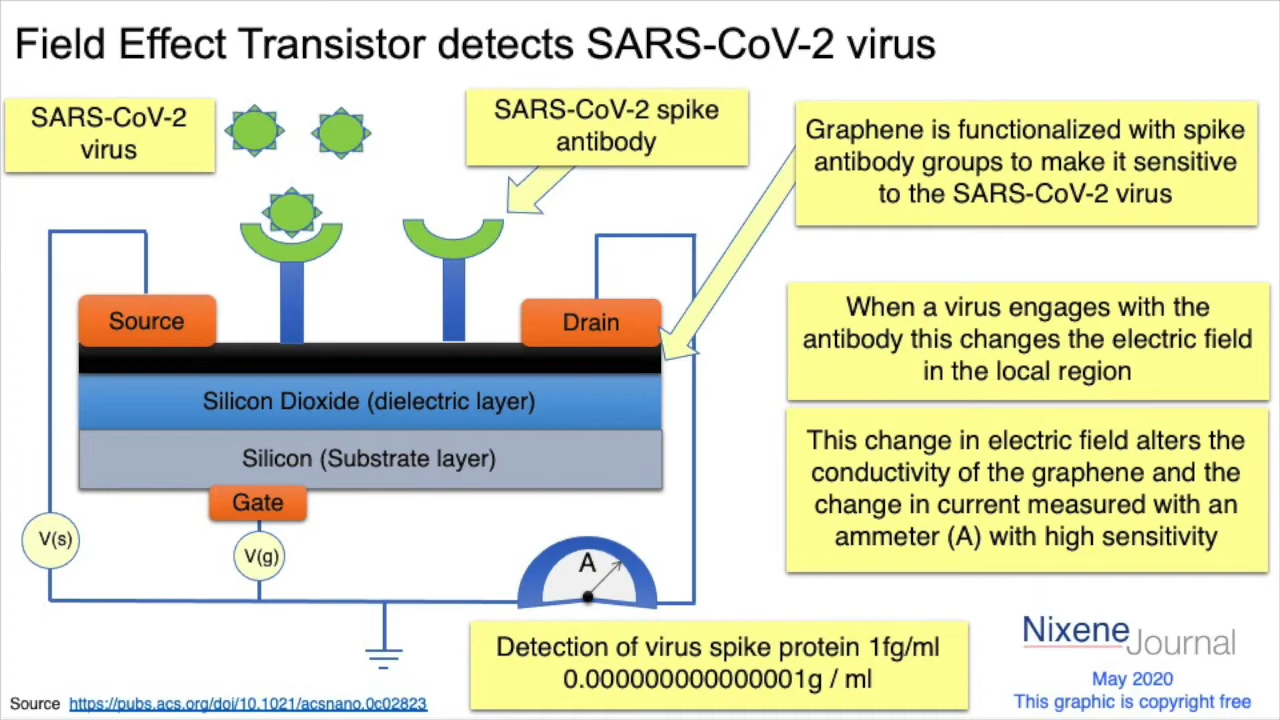 Field Effect Transistor detects SARS-CoV-2 virus
SARS-CoV-2
virus
SARS-CoV-2 spike
antibody
Graphene is functionalized with spike
antibody groups to make it sensitive
to the SARS-CoV-2 virus
Source
Drain
When a virus engages with the
antibody this changes the electric field
in the local region
Silicon Dioxide (dielectric layer)
Silicon (Substrate layer)
This change in electric field alters the
conductivity of the graphene and the
change in current measured with an
ammeter (A) with high sensitivity
Gate
V(s)
V(g)
A
Detection of virus spike protein 1fg/ml
0.000000000000001g / ml
Nixene Journal
May 2020
This graphic is copyright free
Source https://pubs.acs.org/doi/10.1021/acsnano.0c02823